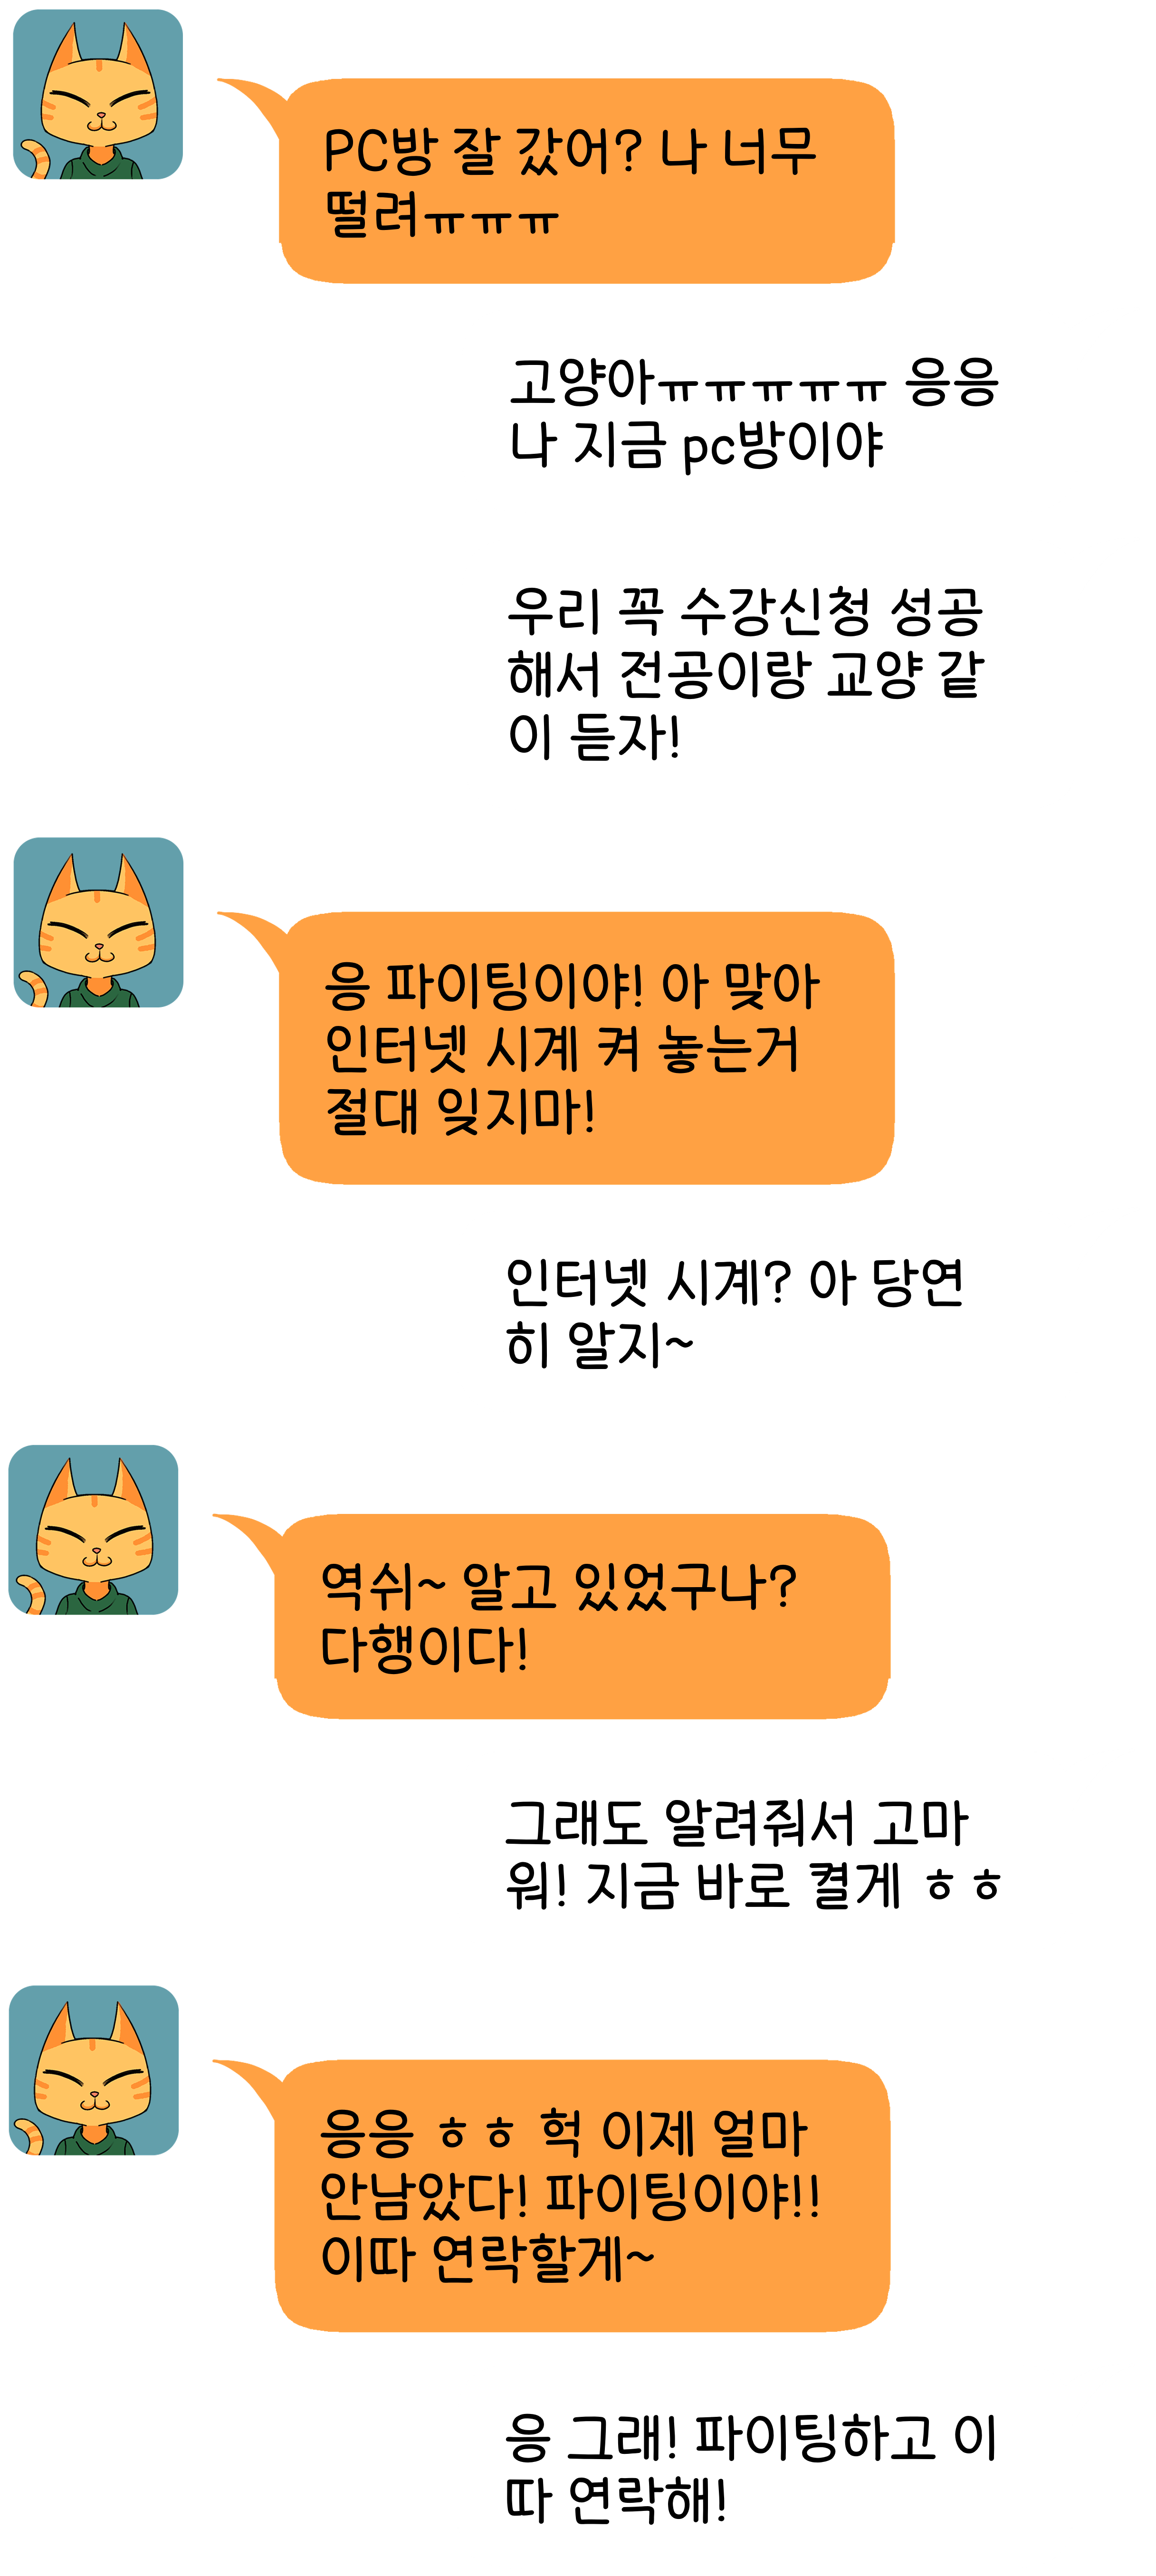 PC방 잘 갔어? 나 너무
떨려ㅠㅠㅠ
고양아ㅠㅠㅠㅠㅠ 응응
나 지금 pc방이야
우리 꼭 수강신청 성공
해서 전공이랑 교양 같
이 듣자!
응 파이팅이야! 아 맞아
인터넷 시계 켜 놓는거
절대 잊지마!
인터넷 시계? 아 당연
히 알지~
역쉬~ 알고 있었구나?
다행이다!
그래도 알려줘서 고마
워! 지금 바로 켤게 ㅎㅎ
응응 ㅎㅎ 헉 이제 얼마
안남았다! 파이팅이야!!
이따 연락할게~
응 그래! 파이팅하고 이
따 연락해!